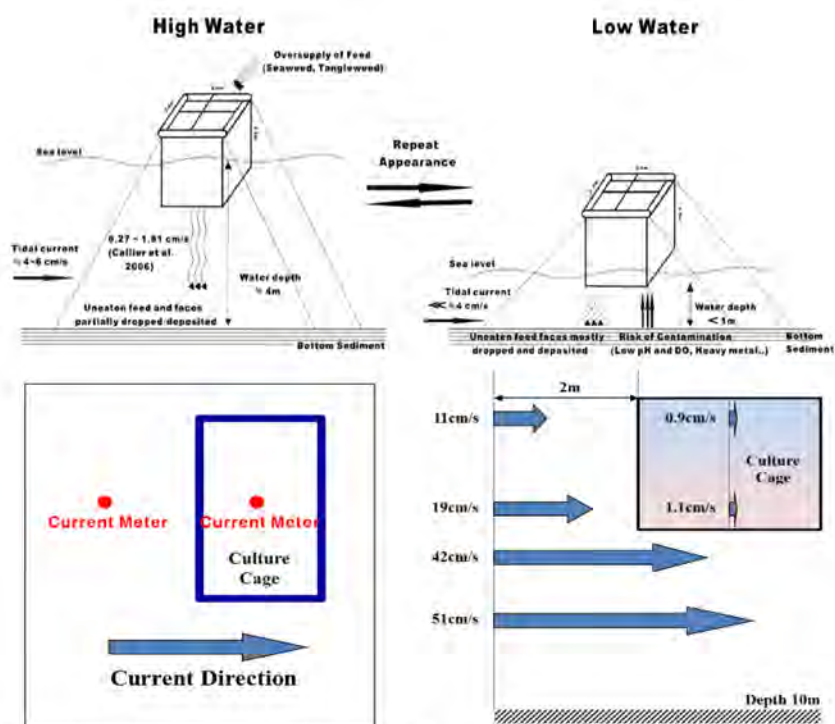 High Water
Oversupply of Feed
(Seaweed, Tangleweed)
Sea level
0.27 ~ 1.81 cm/s
(Callier et al.
2006)
Tidal current
≒ 4~6 cm/s
Water depth
≒ 4m
Uneaten feed and faces
partially dropped/deposited
Bottom Sediment
Repeat
Appearance
Low Water
Sea level
Tidal current
≪ ≒4 cm/s
Water depth
< 1m
Uneaten feed faces mostly
dropped and deposited
Risk of Contamination
(Low pH and DO, Heavy metal..)
Bottom
Sediment
Current Meter
Current Meter
Culture
Cage
Current Direction
2m
11cm/s
0.9cm/s
Culture
Cage
19cm/s
1.1cm/s
42cm/s
51cm/s
Depth 10m